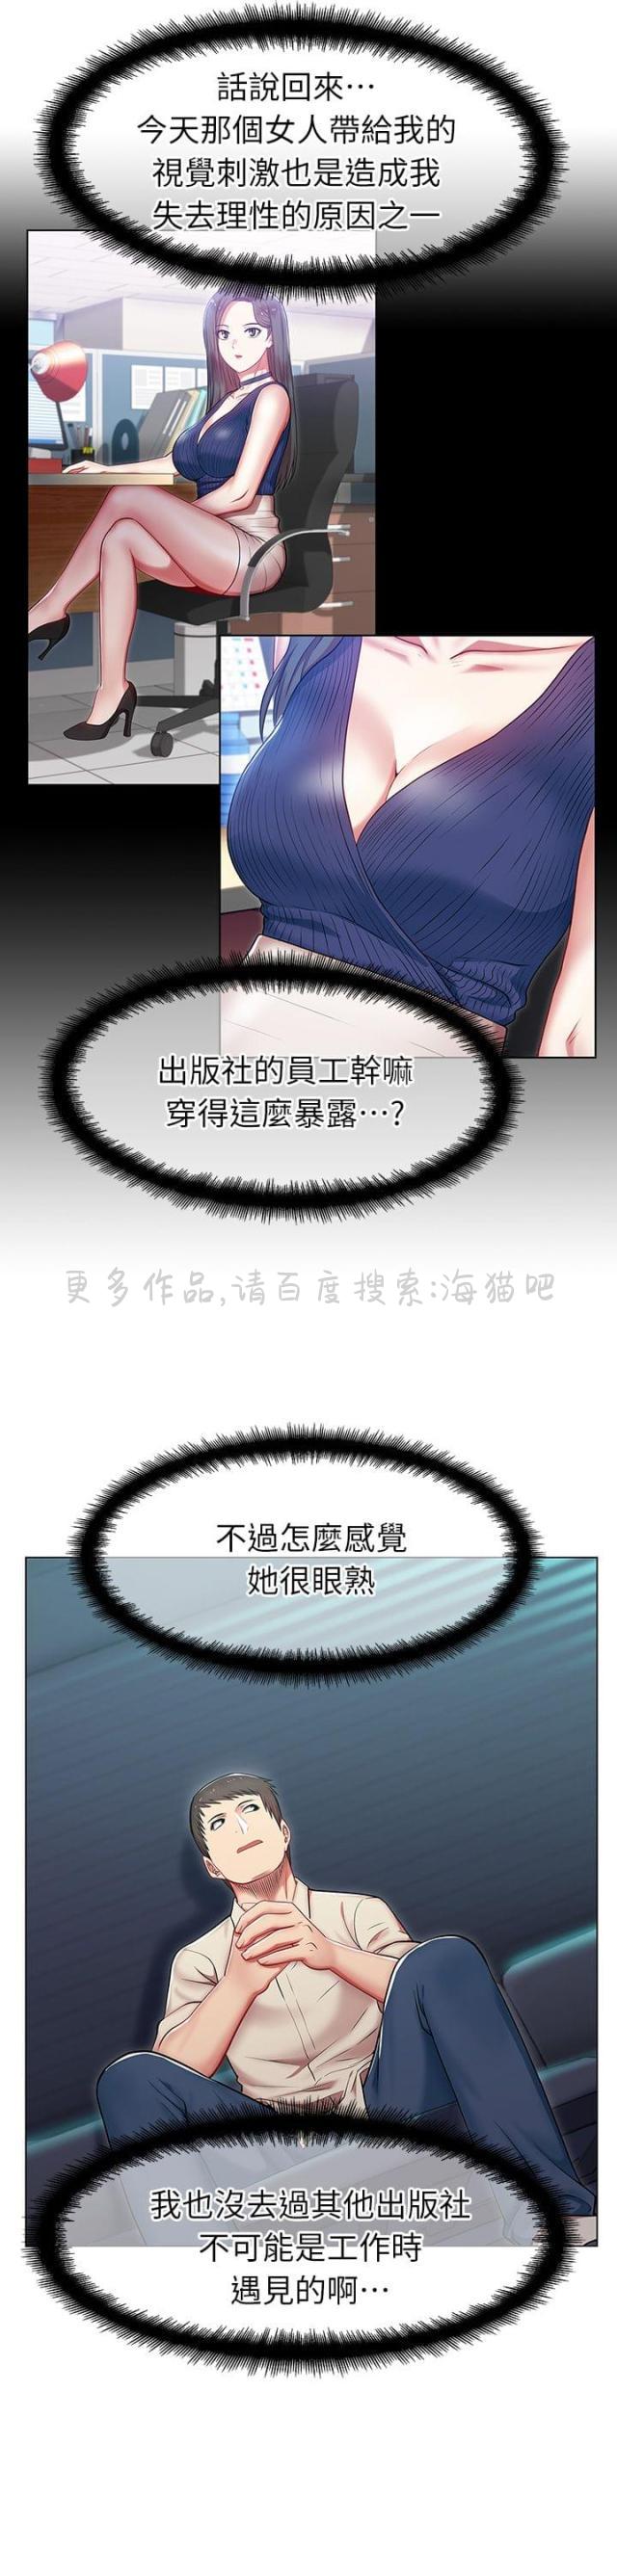 話說回來…
今天那個女人帶給我的
視覺刺激也是造成我
失去理性的原因之一
出版社的員工幹嘛
穿得這麼暴露…?
更多作品,请百度搜索:海猫吧
不過怎麼感覺
她很眼熟
我也沒去過其他出版社
不可能是工作時
遇見的啊…